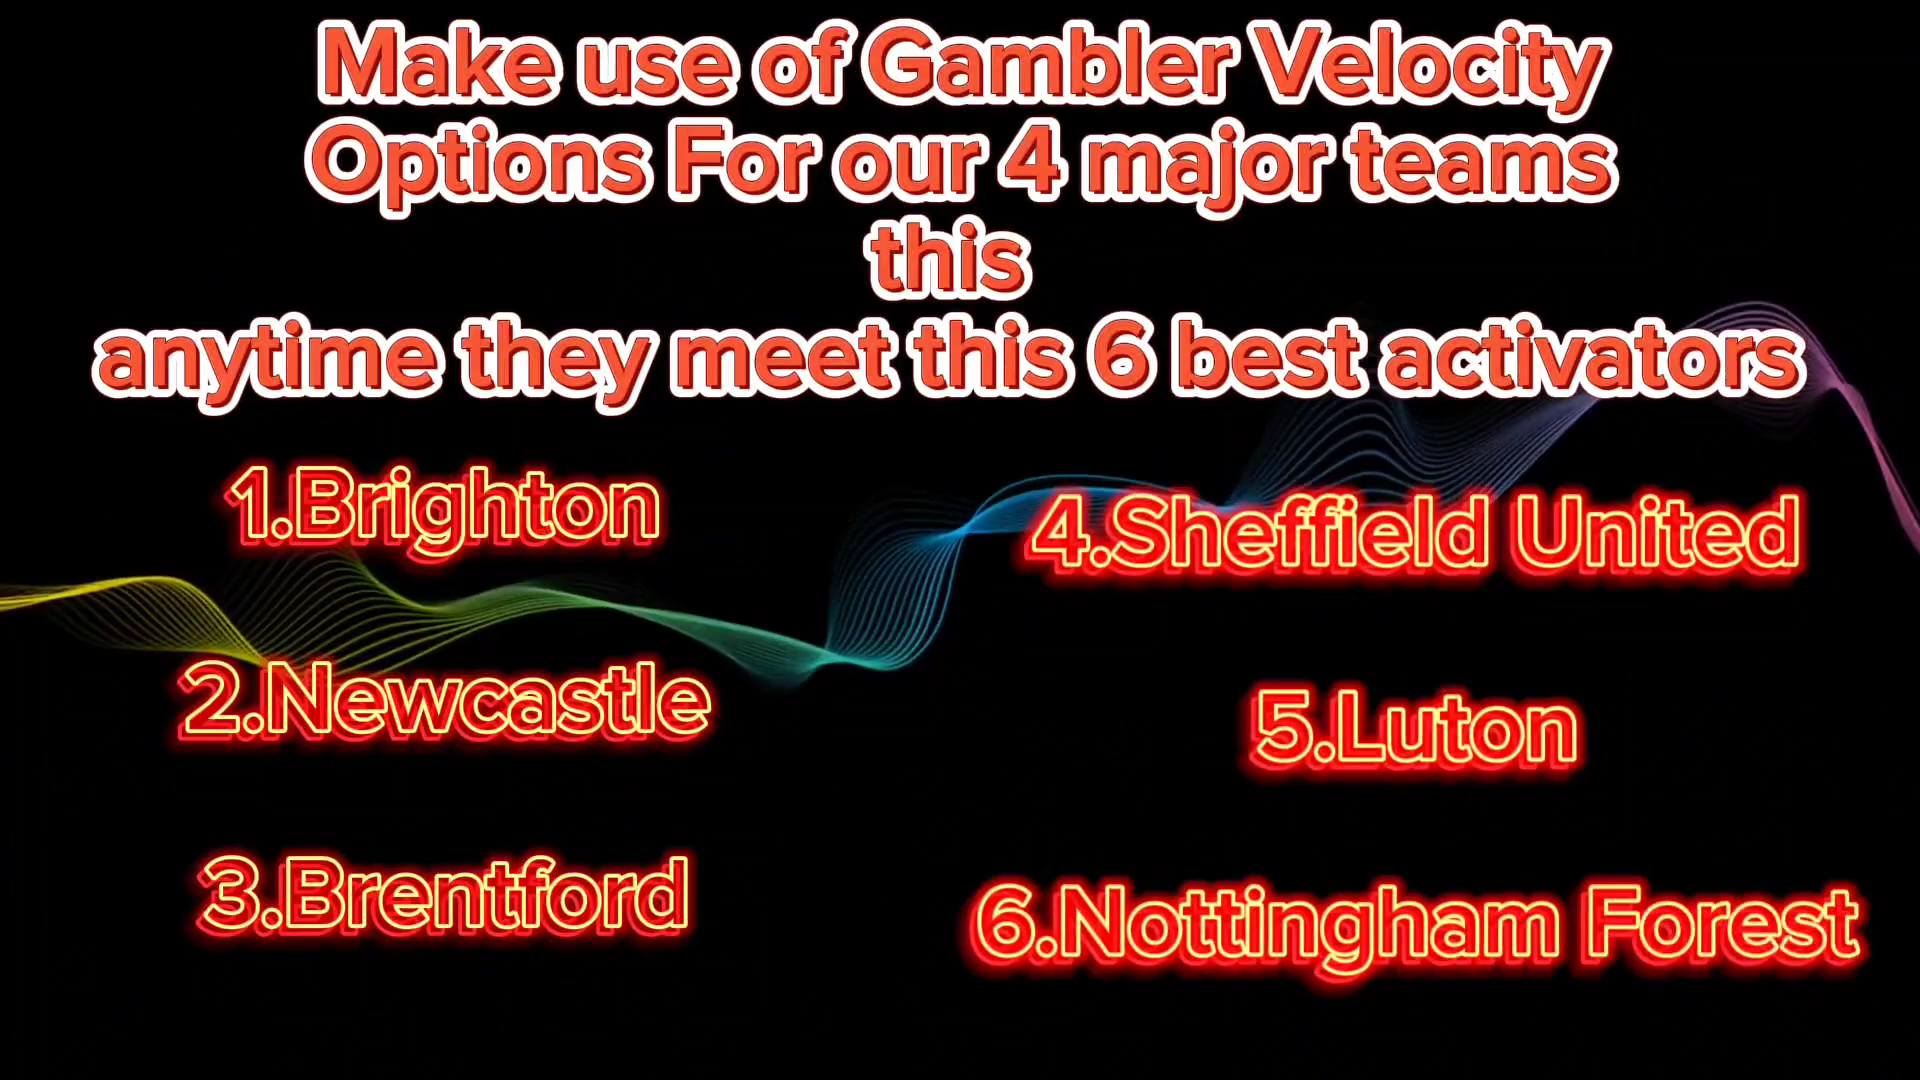 Make use of Gambler Velocity
Options For our 4 major teams
this
anytime they meet this 6 best activators
1.Brighton
2.Newcastle
3.Brentford
4.Sheffield United
5.Luton
6.Nottingham Forest